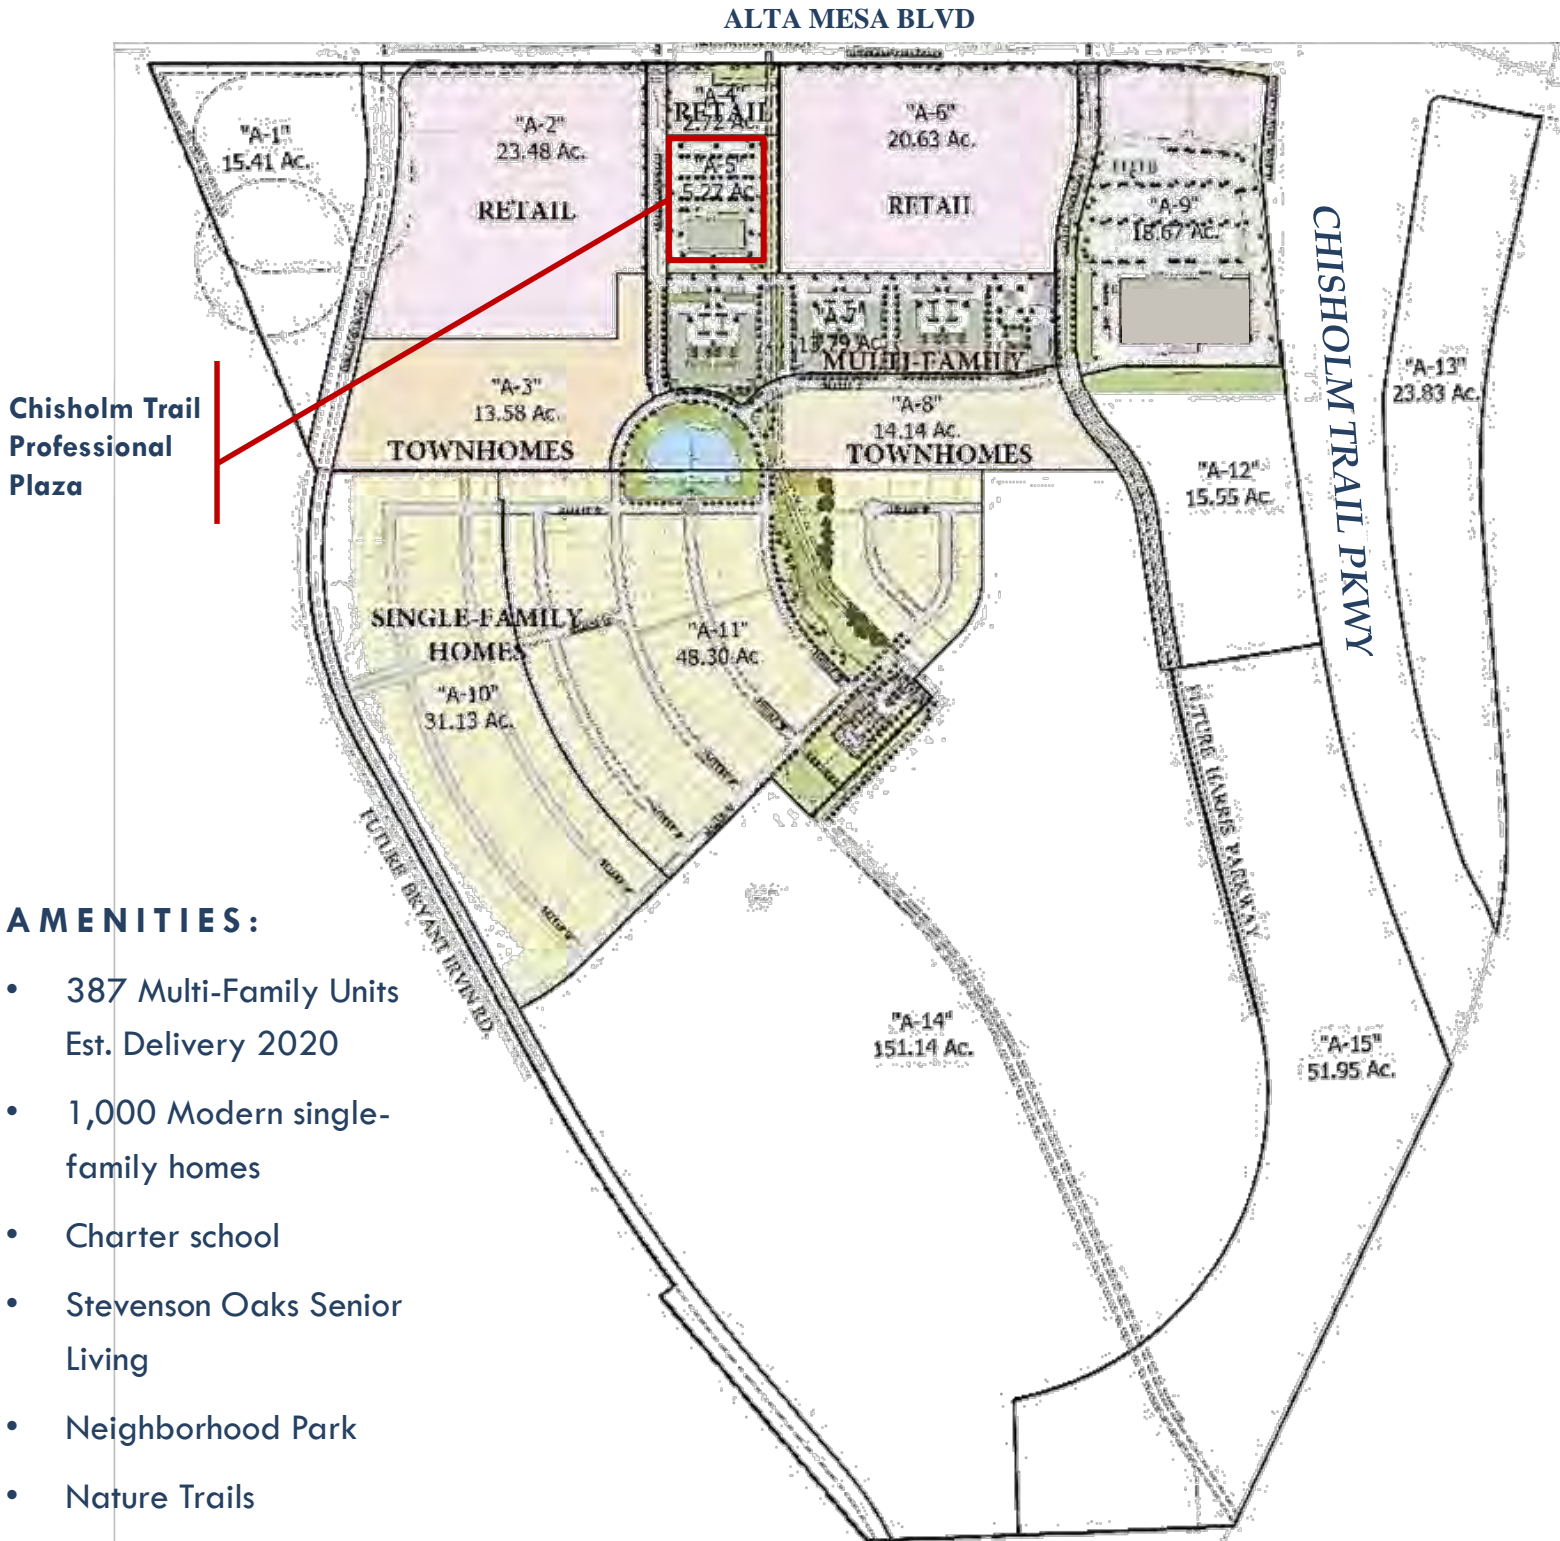 ALTA MESA BLVD
"A-1"
15.41 Ac.
"A-2"
23.48 Ac.
RETAIL
"A-4"
RETAIL
2.72 Ac.
"A-5"
5.22 Ac.
"A-6"
20.63 Ac.
RETAIL
"A-9"
18.67 Ac.
CHISHOLM TRAIL PKWY
"A-13"
23.83 Ac.
MULTI-FAMILY
Chisholm Trail
Professional
Plaza
"A-3"
13.58 Ac.
TOWNHOMES
"A-8"
14.14 Ac.
TOWNHOMES
"A-12"
15.55 Ac.
SINGLE-FAMILY
HOMES
"A-10"
31.13 Ac.
"A-11"
48.30 Ac
FUTURE BRYANT IRVIN RD.
FUTURE HARRIS PARKWAY
"A-14"
151.14 Ac.
"A-15"
51.95 Ac.
AMENITIES:
• 387 Multi-Family Units
Est. Delivery 2020
• 1,000 Modern single-
family homes
• Charter school
• Stevenson Oaks Senior
Living
• Neighborhood Park
• Nature Trails